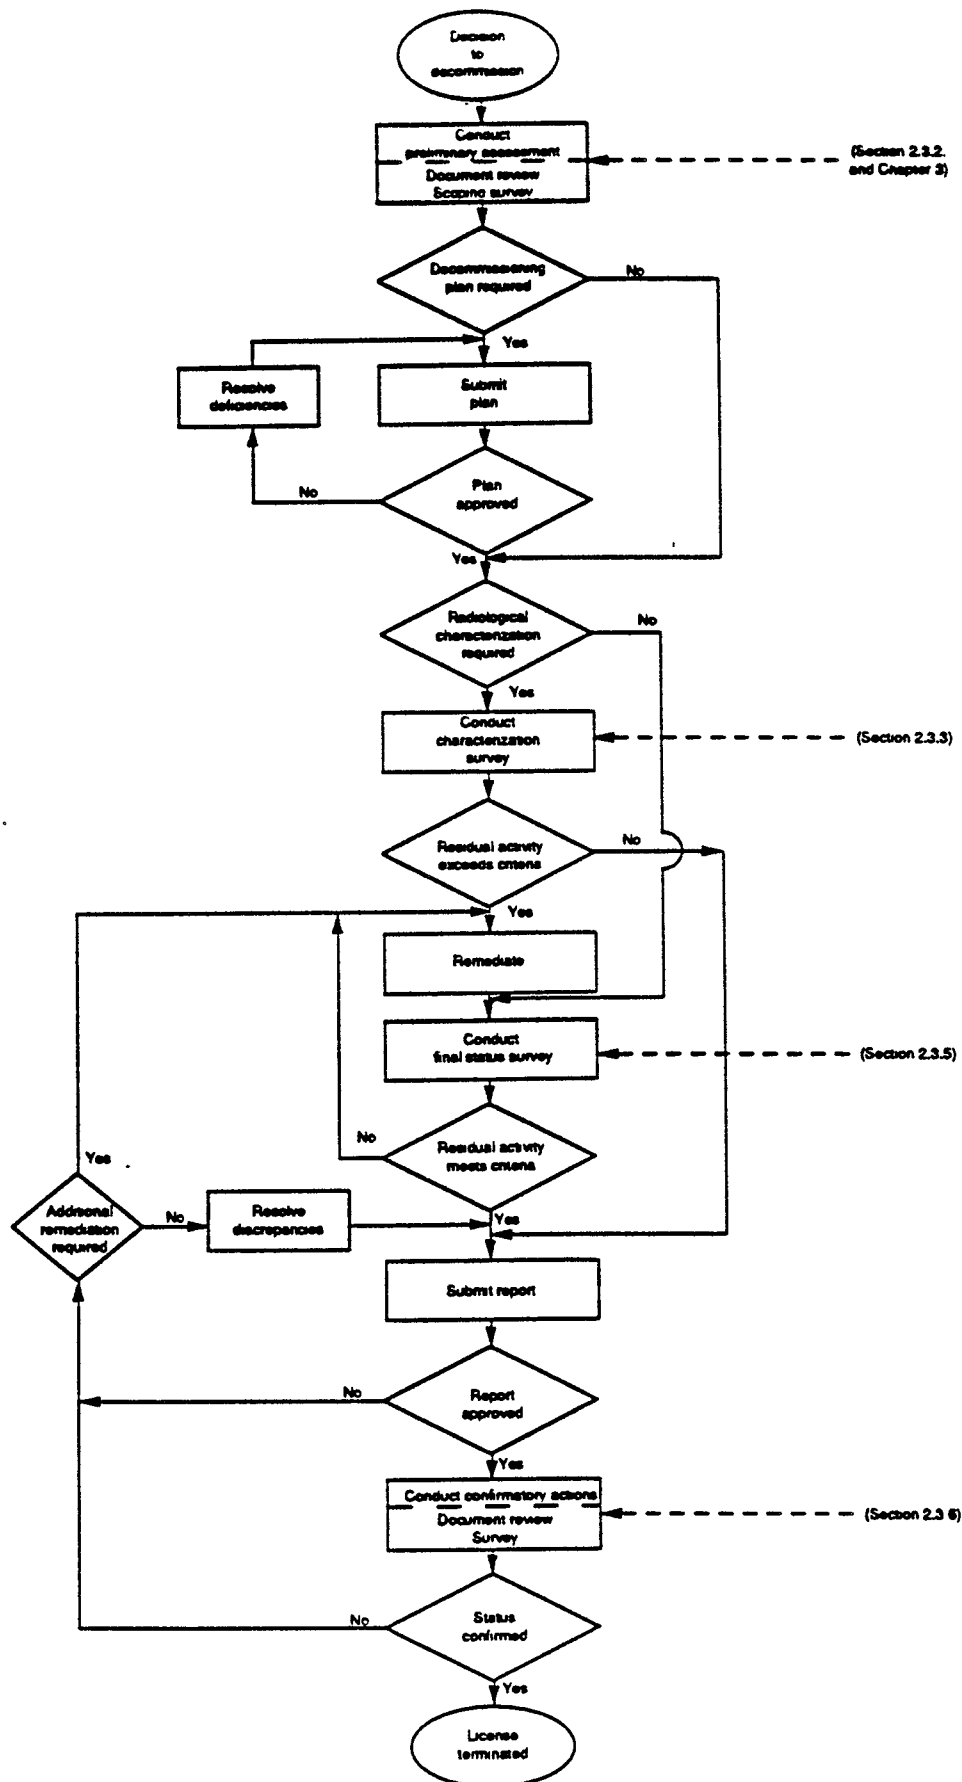 Decision
to
decommission
Conduct
preliminary assessment
Document review
Scoping survey
(Section 2.3.2.
and Chapter 3)
Decommissioning
plan required
No
Yes
Resolve
deficiencies
Submit
plan
Plan
approved
No
Yes
Radiological
characterization
required
No
Yes
Conduct
characterization
survey
(Section 2.3.3)
Residual activity
exceeds criteria
No
Yes
Remediate
Conduct
final status survey
(Section 2.3.5)
Residual activity
meets criteria
No
Yes
Yes
Additional
remediation
required
No
Resolve
discrepancies
Submit report
Report
approved
No
Yes
Conduct confirmatory actions
Document review
Survey
(Section 2.3 6)
Status
confirmed
No
Yes
License
terminated